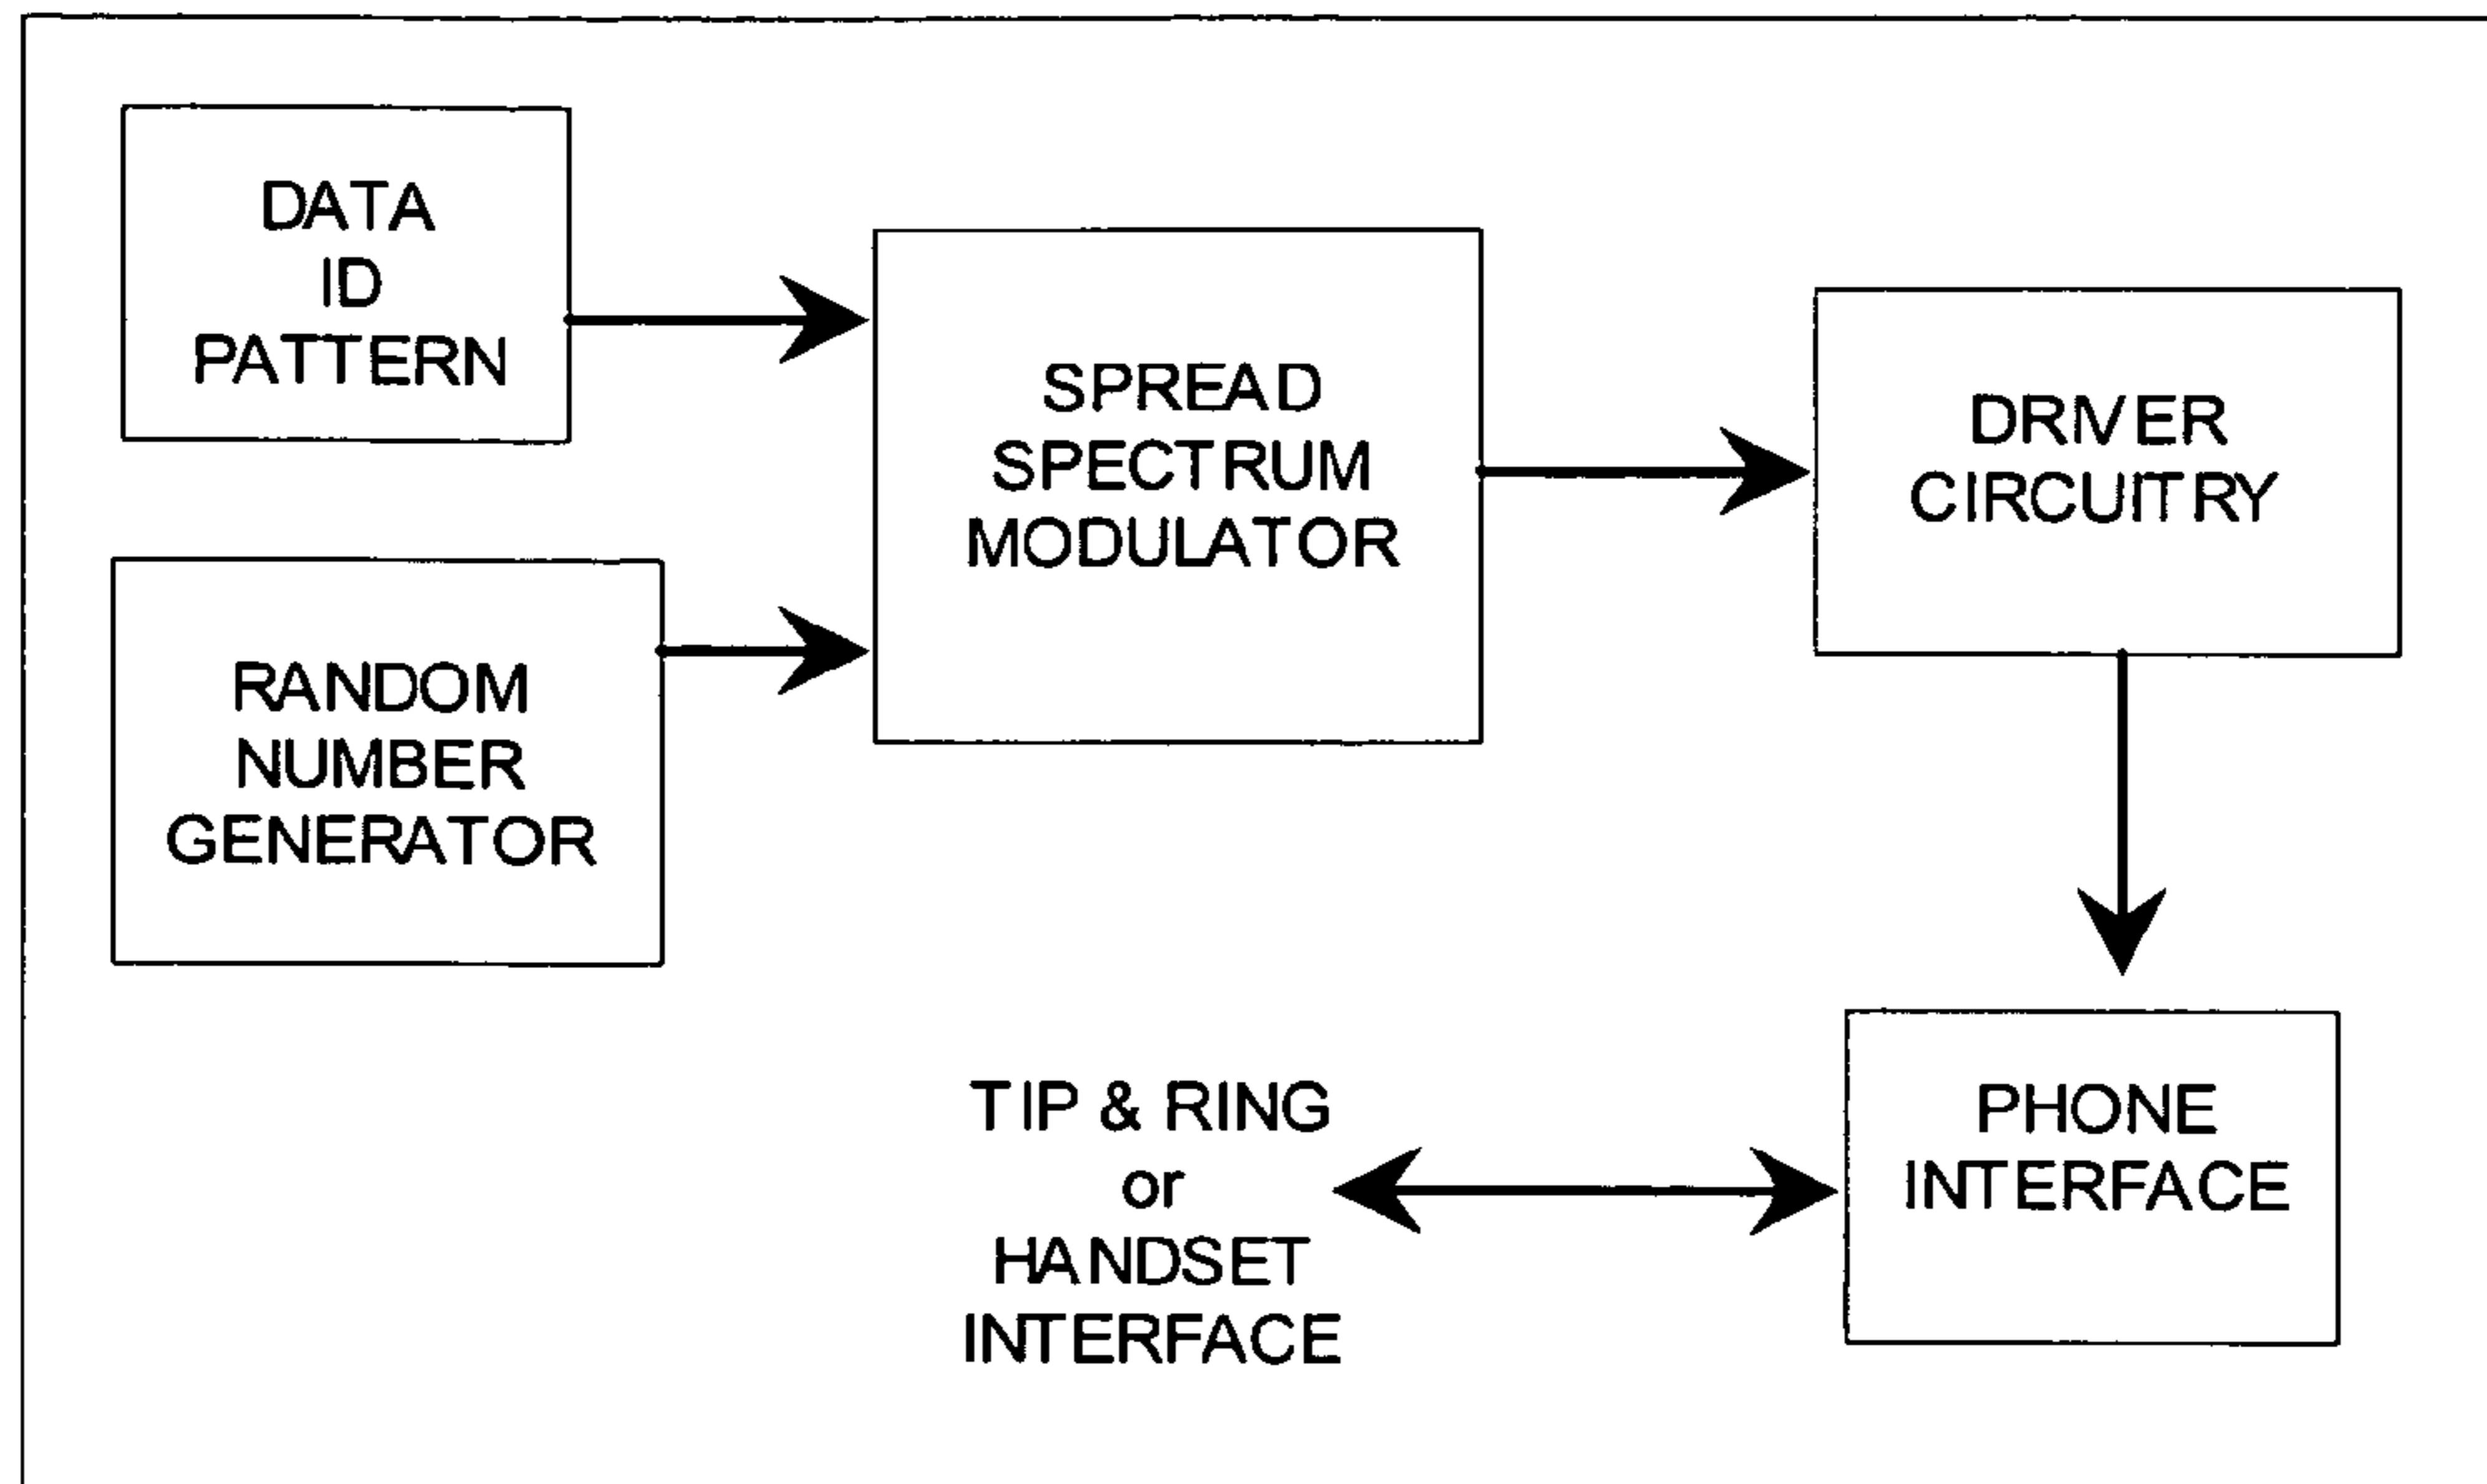 DATA
ID
PATTERN
SPREAD
SPECTRUM
MODULATOR
DRIVER
CIRCUITRY
RANDOM
NUMBER
GENERATOR
TIP & RING
or
HANDSET
INTERFACE
PHONE
INTERFACE